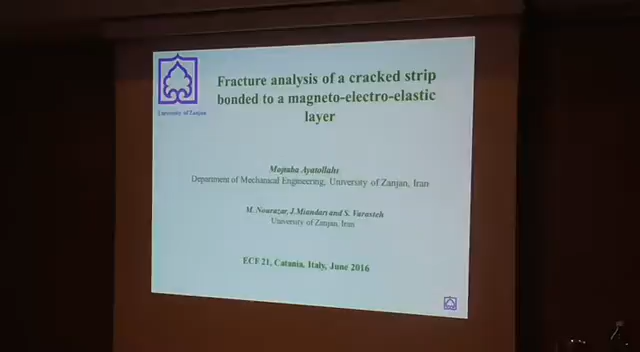 University of Zanjan
Fracture analysis of a cracked strip
bonded to a magneto-electro-elastic
layer
Mojtaba Ayatollahi
Department of Mechanical Engineering, University of Zanjan, Iran
M. Nourazar, J.Miandari and S. Varasteh
University of Zanjan, Iran
ECF 21, Catania, Italy, June 2016